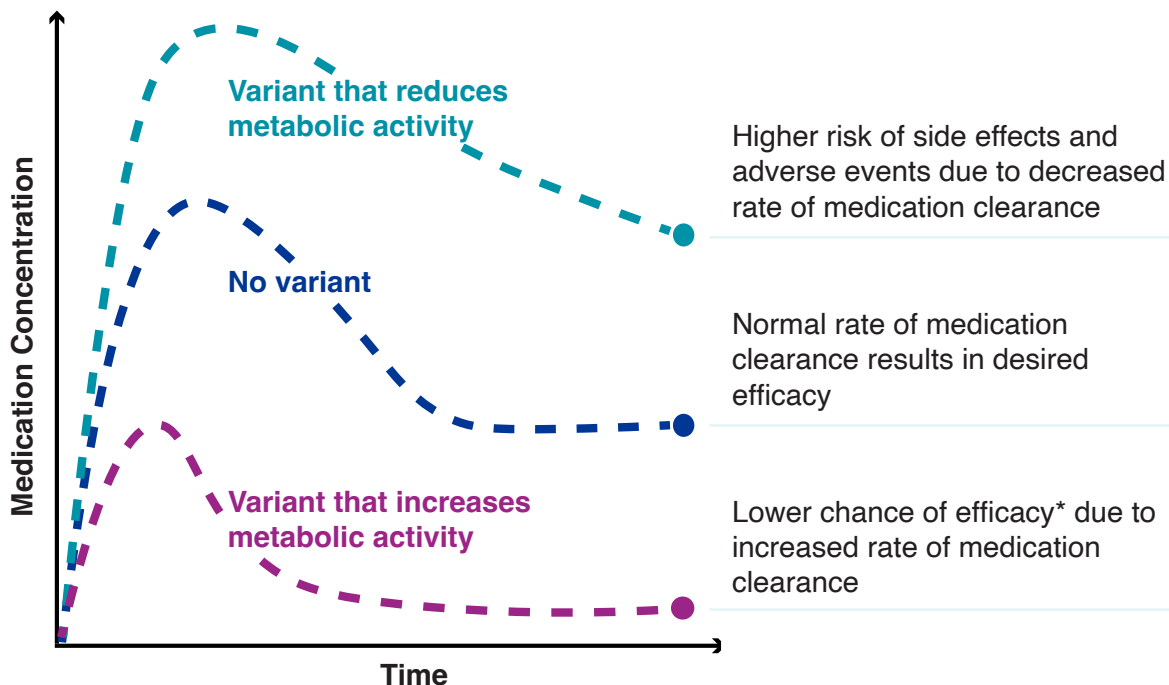 Variant that reduces
metabolic activity
Higher risk of side effects and
adverse events due to decreased
rate of medication clearance
No variant
Normal rate of medication
clearance results in desired
efficacy
Variant that increases
metabolic activity
Lower chance of efficacy* due to
increased rate of medication
clearance
Medication Concentration
Time